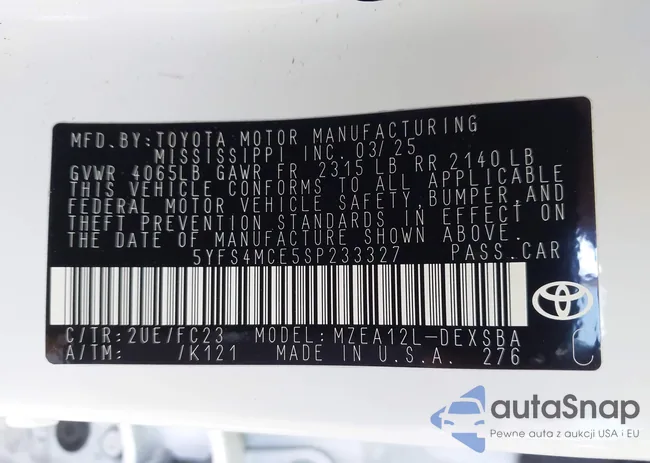 MFD.BY:TOYOTA MOTOR MANUFACTURING
MISSISSIPPI INC. 03/25
GVWR 4065LB GAWR FR 2315 LB RR 2140 LB
THIS VEHICLE CONFORMS TO ALL APPLICABLE
FEDERAL MOTOR VEHICLE SAFETY,BUMPER,AND
THEFT PREVENTION STANDARDS IN EFFECT ON
THE DATE OF MANUFACTURE SHOWN ABOVE.
5YFS4MCE5SP233327 PASS.CAR
C/TR:2UE/FC23 MODEL:MZEA12L-DEXSBA
A/TM: /K121 MADE IN U.S.A. 276 C
autaSnap
Pewne auta z aukcji USA i EU